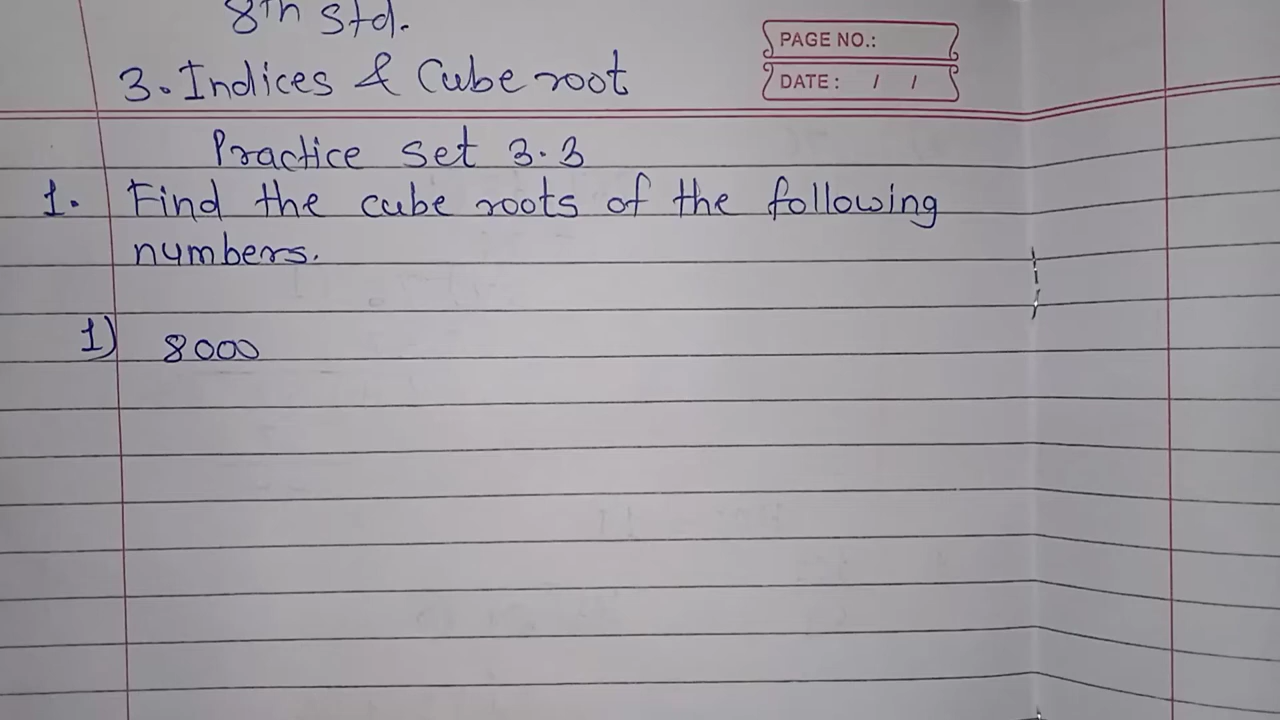 8th std.
3. Indices & Cube root
PAGE NO.:
DATE: / /
Practice set 3.3
1. Find the cube roots of the following
numbers.
1) 8000